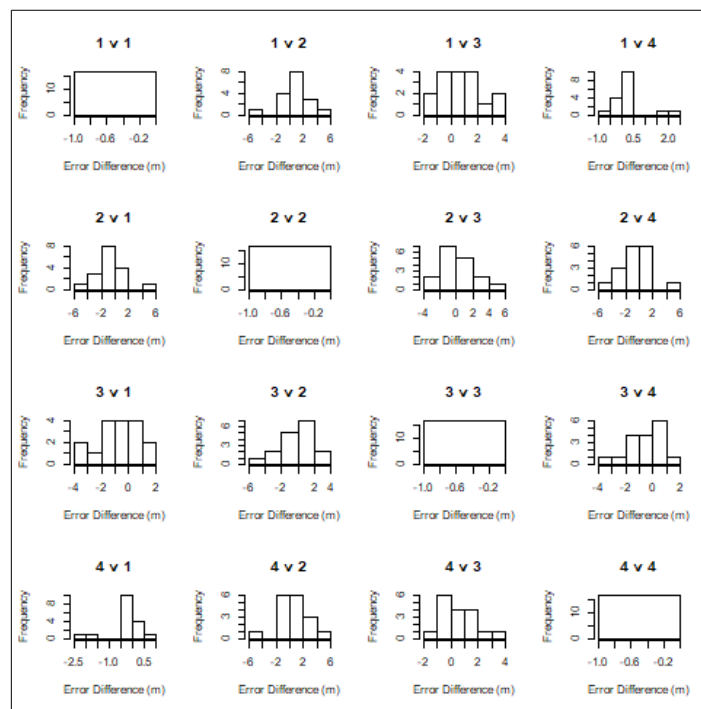 1 v 1 1 v 2 1 v 3 1 v 4
Frequency 0 10 Frequency 0 4 8 Frequency 0 2 4 Frequency 0 4 8
-1.0 -0.6 -0.2 -6 -2 2 6 -2 0 2 4 -1.0 0.5 2.0
Error Difference (m) Error Difference (m) Error Difference (m) Error Difference (m)
2 v 1 2 v 2 2 v 3 2 v 4
Frequency 0 4 8 Frequency 0 10 Frequency 0 3 6 Frequency 0 3 6
-6 -2 2 6 -1.0 -0.6 -0.2 -4 0 2 4 6 -6 -2 2 6
Error Difference (m) Error Difference (m) Error Difference (m) Error Difference (m)
3 v 1 3 v 2 3 v 3 3 v 4
Frequency 0 2 4 Frequency 0 3 6 Frequency 0 10 Frequency 0 3 6
-4 -2 0 2 -6 -2 2 4 -1.0 -0.6 -0.2 -4 -2 0 2
Error Difference (m) Error Difference (m) Error Difference (m) Error Difference (m)
4 v 1 4 v 2 4 v 3 4 v 4
Frequency 0 4 8 Frequency 0 3 6 Frequency 0 3 6 Frequency 0 10
-2.5 -1.0 0.5 -6 -2 2 6 -2 0 2 4 -1.0 -0.6 -0.2
Error Difference (m) Error Difference (m) Error Difference (m) Error Difference (m)